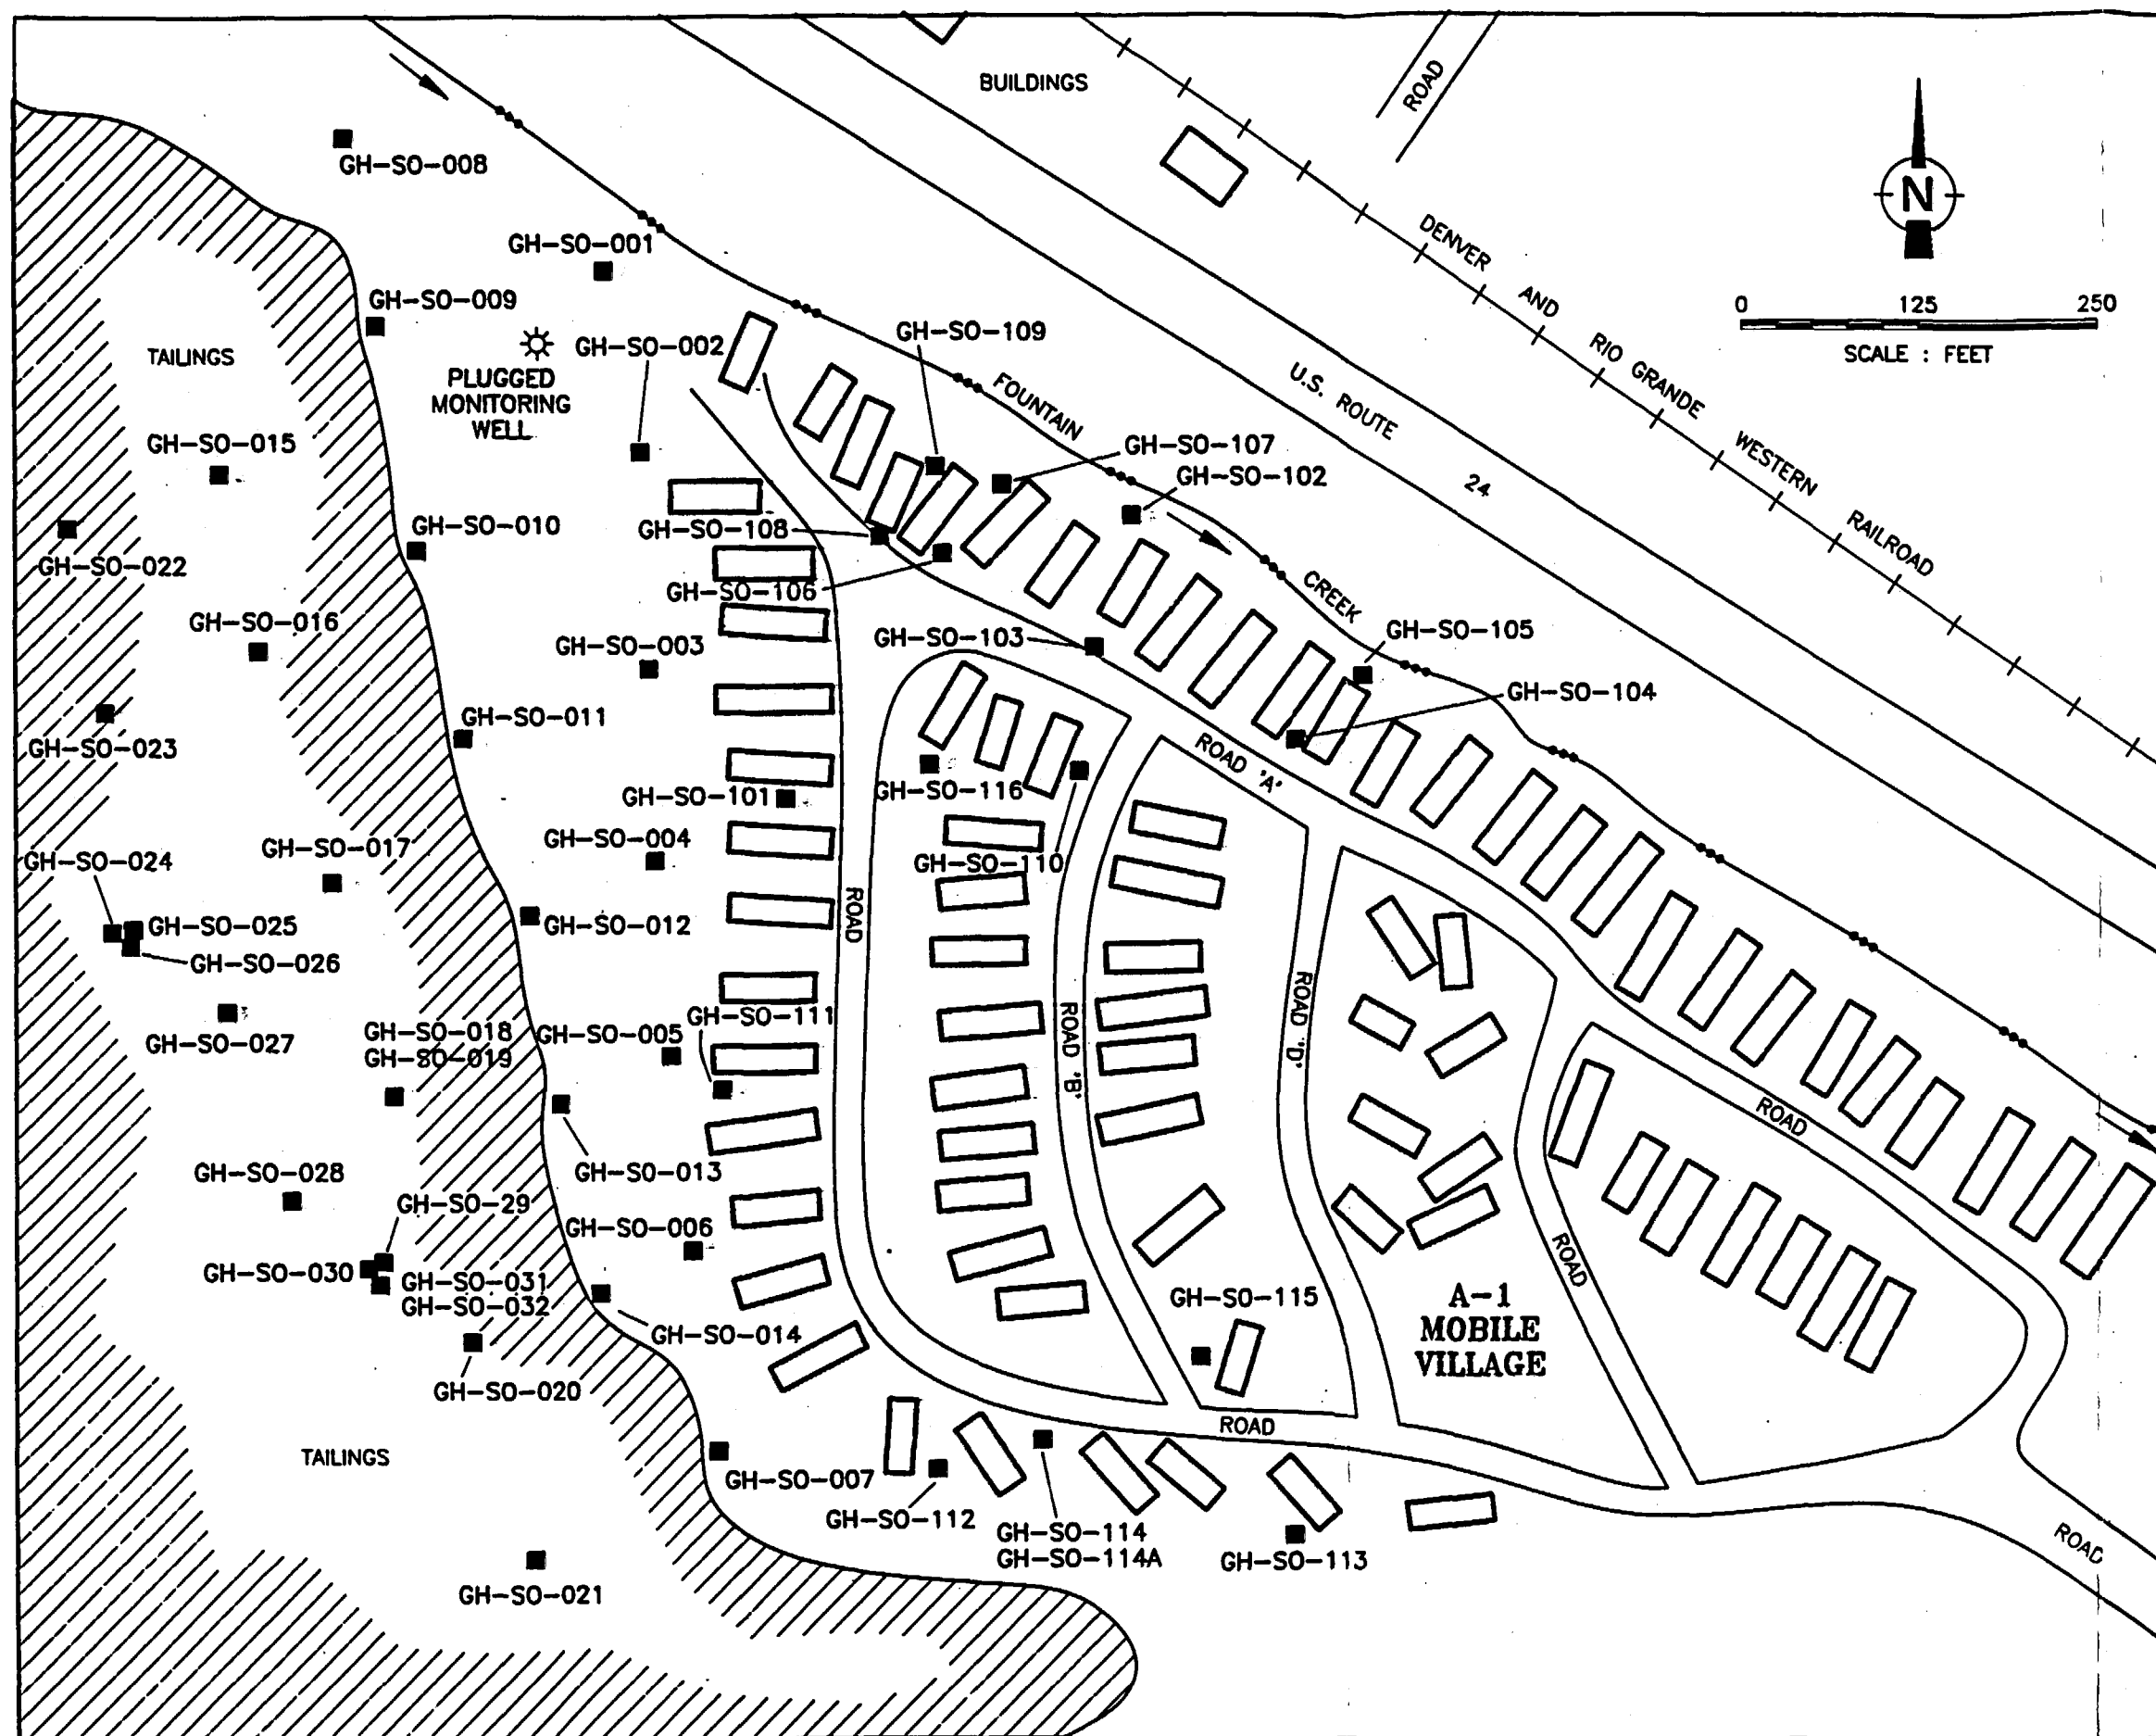 BUILDINGS
ROAD
GH-SO-008
N
GH-SO-001
DENVER AND RIO GRANDE WESTERN RAILROAD
GH-SO-009
0 125 250
SCALE : FEET
TAILINGS
PLUGGED
MONITORING
WELL
GH-SO-002
GH-SO-109
FOUNTAIN CREEK
U.S. ROUTE 24
GH-SO-015
GH-SO-107
GH-SO-102
GH-SO-010
GH-SO-108
GH-SO-022
GH-SO-106
GH-SO-016
GH-SO-003
GH-SO-103
GH-SO-105
GH-SO-104
GH-SO-011
GH-SO-023
ROAD 'A'
GH-SO-101
GH-SO-116
GH-SO-004
GH-SO-017
GH-SO-024
GH-SO-110
ROAD
GH-SO-025
GH-SO-012
GH-SO-026
GH-SO-027
GH-SO-018
GH-SO-019
GH-SO-005
GH-SO-111
ROAD 'B'
ROAD 'D'
ROAD
GH-SO-013
GH-SO-028
GH-SO-29
GH-SO-006
ROAD
GH-SO-030
GH-SO-031
GH-SO-032
GH-SO-115
A-1
MOBILE
VILLAGE
GH-SO-014
GH-SO-020
ROAD
TAILINGS
GH-SO-007
GH-SO-112
GH-SO-114
GH-SO-114A
GH-SO-113
ROAD
GH-SO-021